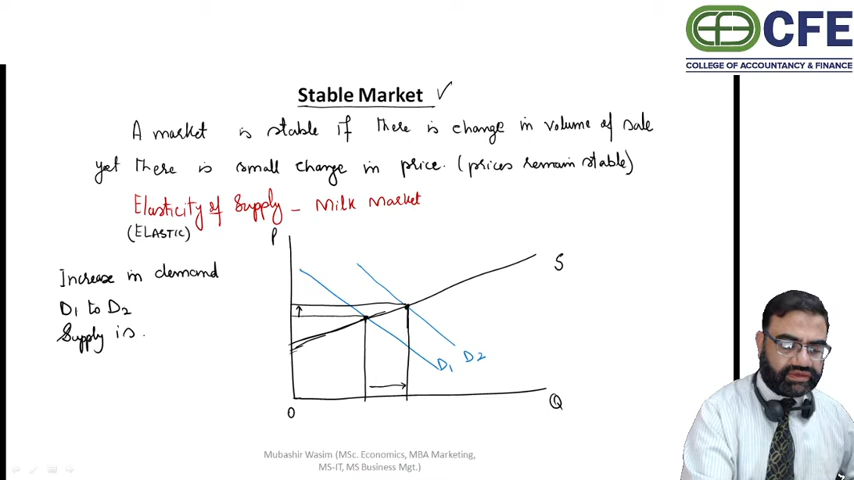 CFE
COLLEGE OF ACCOUNTANCY & FINANCE
Stable Market ✓
A market is stable if there is change in volume of sale
yet there is small change in price. (prices remain stable)
Elasticity of Supply - Milk Market
(ELASTIC)
P
Increase in demand
D1 to D2
Supply is.
S
D1 D2
O
Q
Mubashir Wasim (MSc. Economics, MBA Marketing,
MS-IT, MS Business Mgt.)